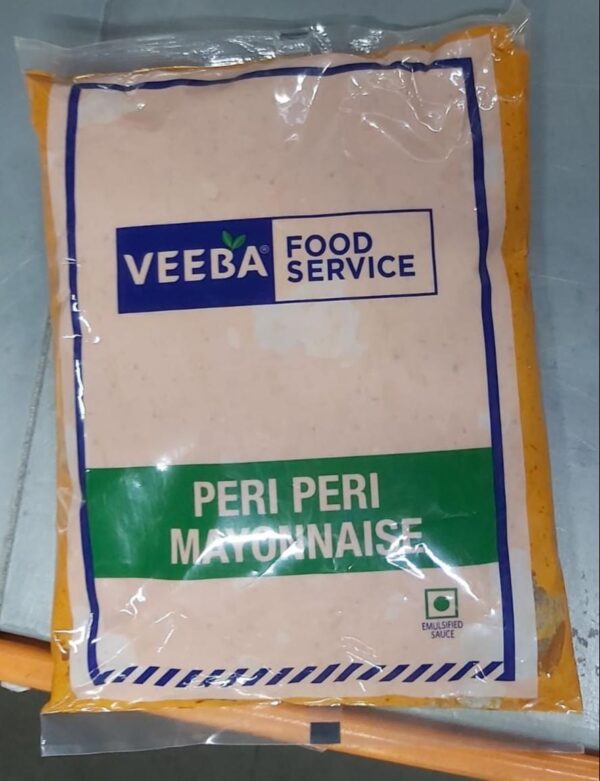 VEEBA®
FOOD
SERVICE
PERI PERI
MAYONNAISE
EMULSIFIED
SAUCE